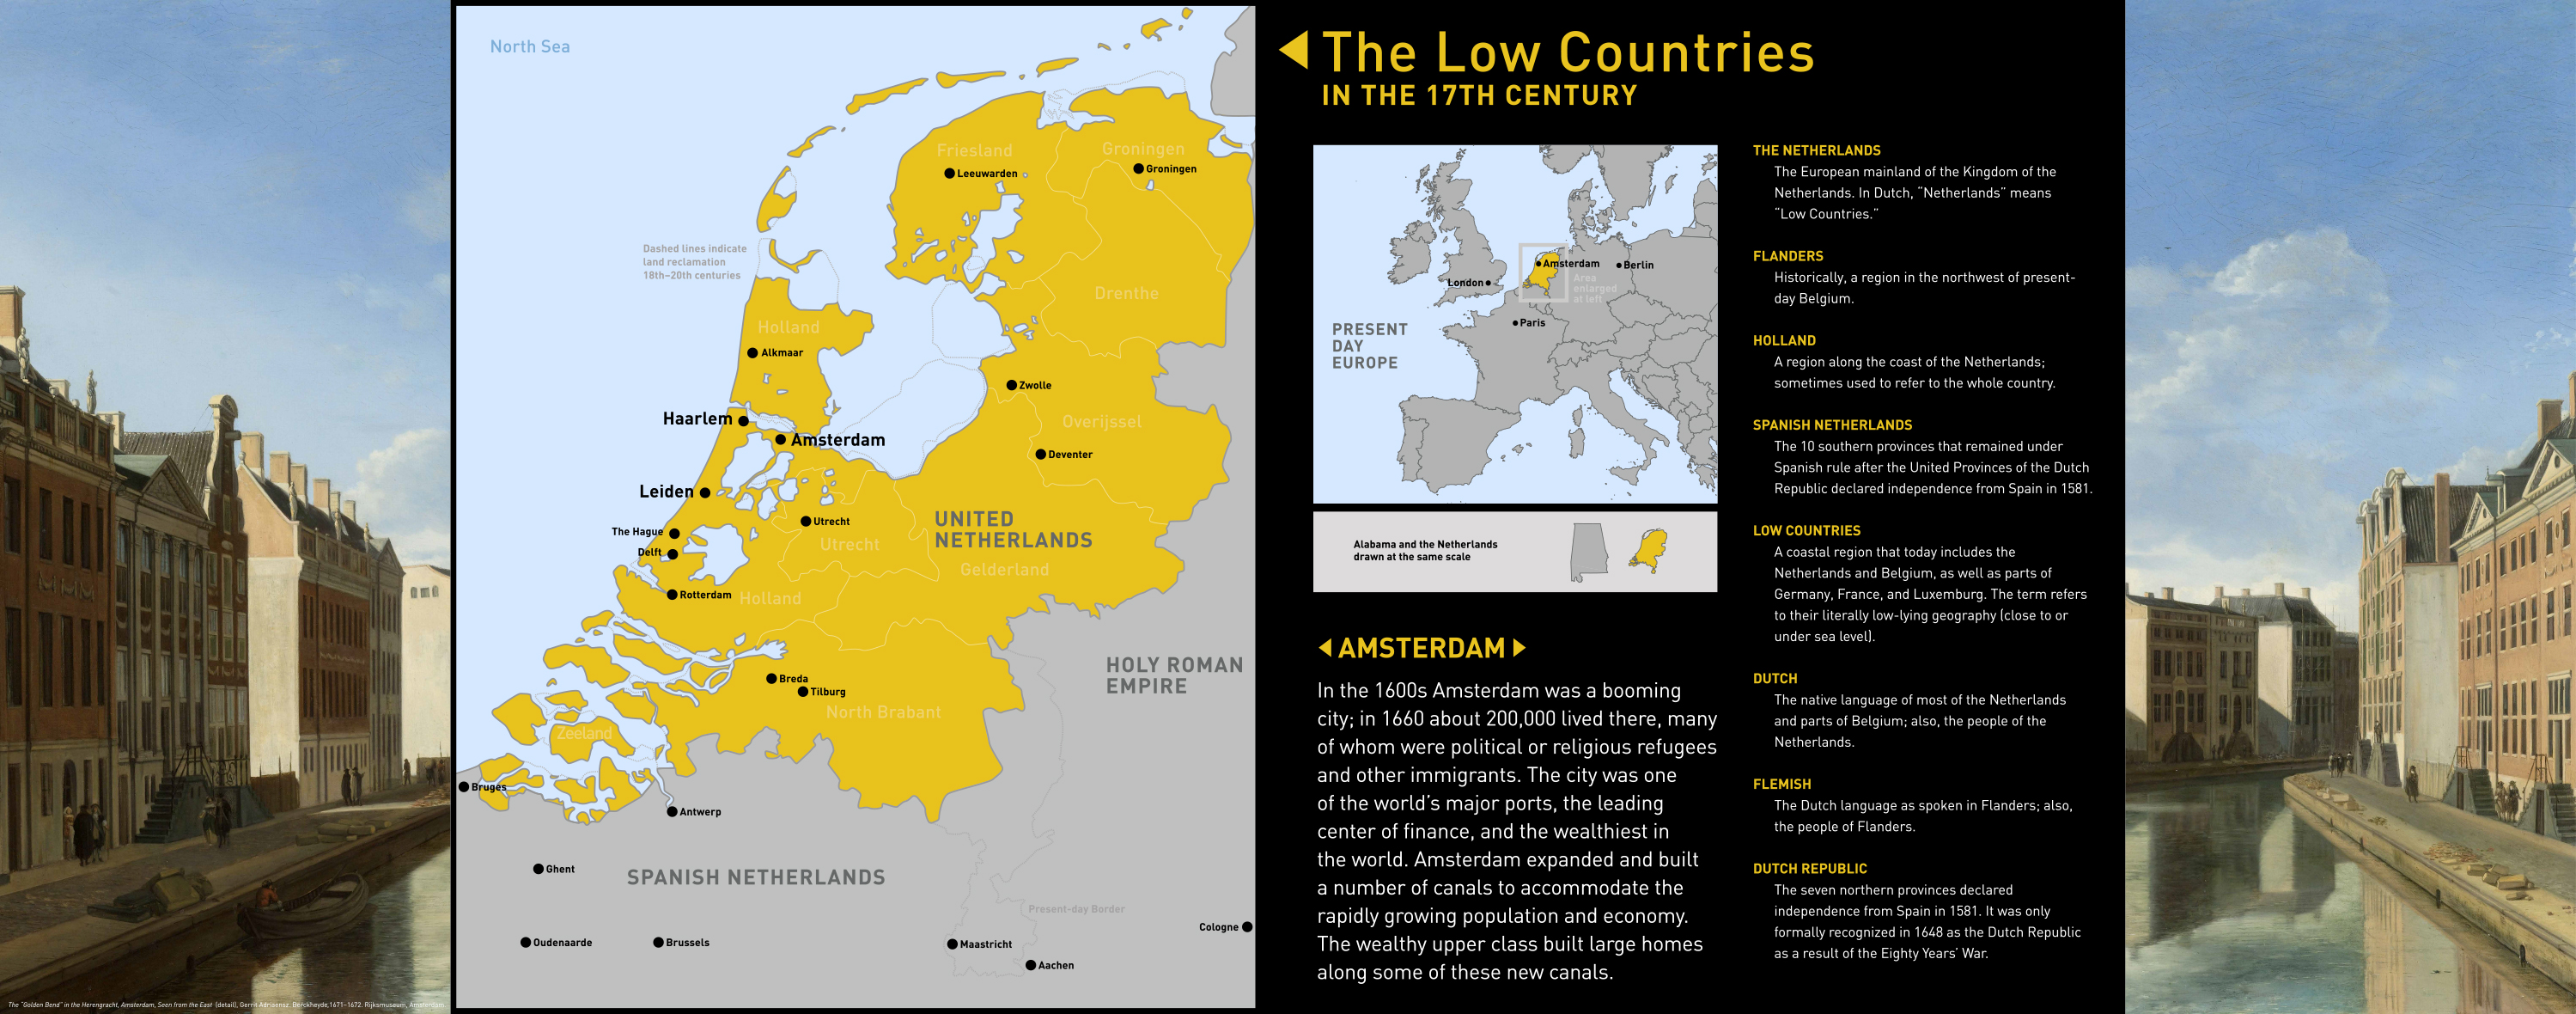 North Sea
Friesland
Leeuwarden
Groningen
Groningen
Dashed lines indicate
land reclamation
18th–20th centuries
Drenthe
Holland
Alkmaar
Zwolle
Haarlem
Amsterdam
Overijssel
Deventer
Leiden
Utrecht
Utrecht
UNITED
NETHERLANDS
The Hague
Delft
Gelderland
Rotterdam
Holland
HOLY ROMAN
EMPIRE
Breda
Tilburg
North Brabant
Zeeland
Bruges
Antwerp
Ghent
SPANISH NETHERLANDS
Present-day Border
Cologne
Oudenaarde
Brussels
Maastricht
Aachen
The "Golden Bend" in the Herengracht, Amsterdam, Seen from the East (detail), Gerrit Adriaensz. Berckheyde,1671–1672. Rijksmuseum, Amsterdam.
The Low Countries
IN THE 17TH CENTURY
Amsterdam
Berlin
Area
enlarged
at left
London
Paris
PRESENT
DAY
EUROPE
Alabama and the Netherlands
drawn at the same scale
AMSTERDAM
In the 1600s Amsterdam was a booming
city; in 1660 about 200,000 lived there, many
of whom were political or religious refugees
and other immigrants. The city was one
of the world's major ports, the leading
center of finance, and the wealthiest in
the world. Amsterdam expanded and built
a number of canals to accommodate the
rapidly growing population and economy.
The wealthy upper class built large homes
along some of these new canals.
THE NETHERLANDS
The European mainland of the Kingdom of the
Netherlands. In Dutch, "Netherlands" means
"Low Countries."
FLANDERS
Historically, a region in the northwest of present-
day Belgium.
HOLLAND
A region along the coast of the Netherlands;
sometimes used to refer to the whole country.
SPANISH NETHERLANDS
The 10 southern provinces that remained under
Spanish rule after the United Provinces of the Dutch
Republic declared independence from Spain in 1581.
LOW COUNTRIES
A coastal region that today includes the
Netherlands and Belgium, as well as parts of
Germany, France, and Luxemburg. The term refers
to their literally low-lying geography (close to or
under sea level).
DUTCH
The native language of most of the Netherlands
and parts of Belgium; also, the people of the
Netherlands.
FLEMISH
The Dutch language as spoken in Flanders; also,
the people of Flanders.
DUTCH REPUBLIC
The seven northern provinces declared
independence from Spain in 1581. It was only
formally recognized in 1648 as the Dutch Republic
as a result of the Eighty Years' War.